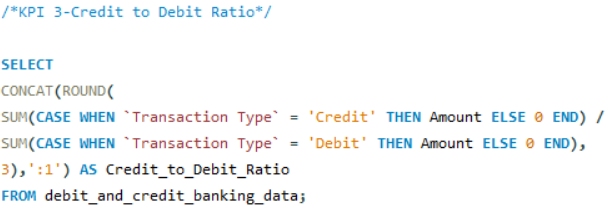 /*KPI 3-Credit to Debit Ratio*/
SELECT
CONCAT(ROUND(
SUM(CASE WHEN `Transaction Type` = 'Credit' THEN Amount ELSE 0 END) /
SUM(CASE WHEN `Transaction Type` = 'Debit' THEN Amount ELSE 0 END),
3),':1') AS Credit_to_Debit_Ratio
FROM debit_and_credit_banking_data;